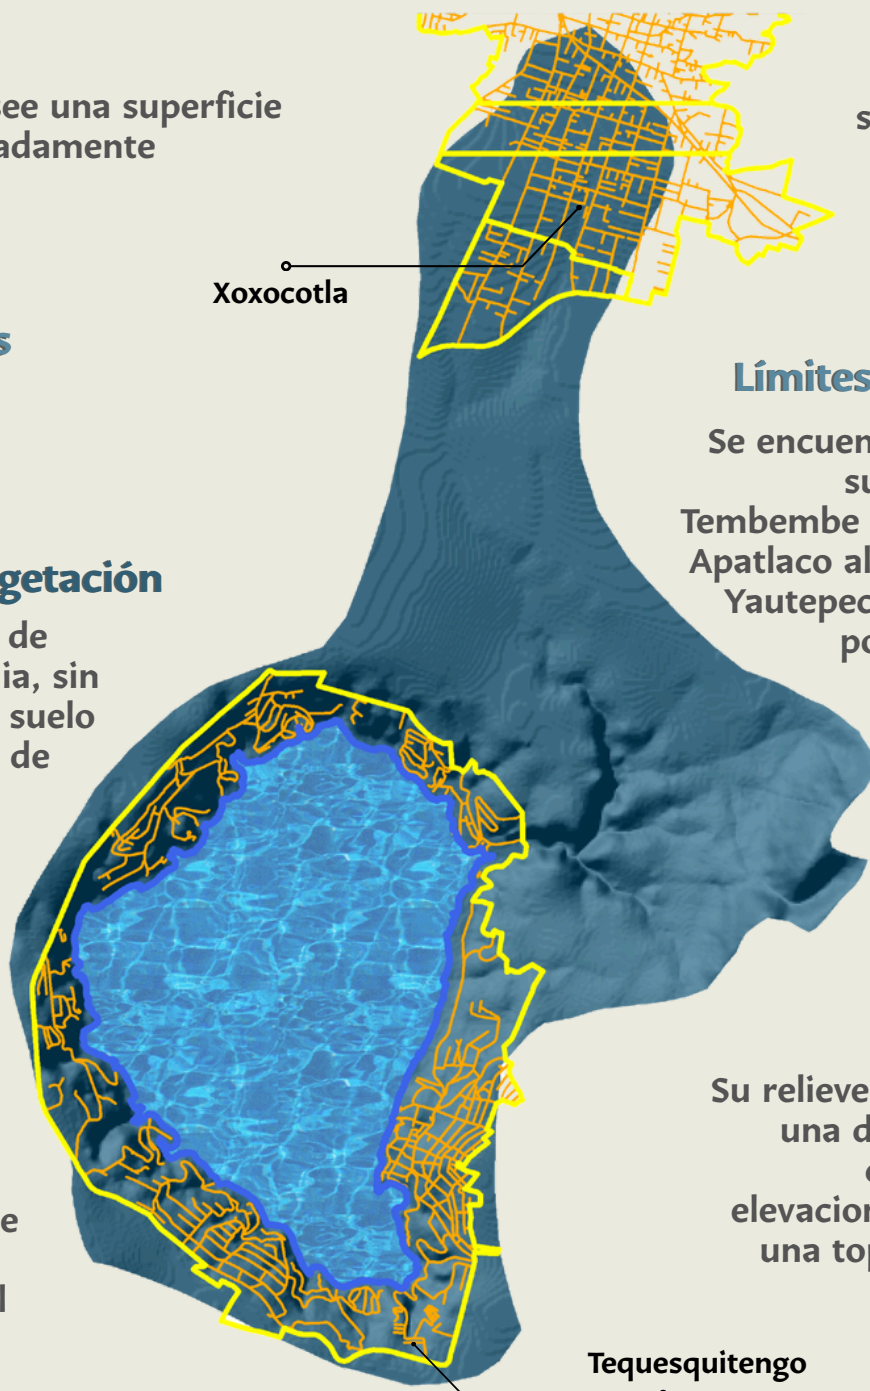 see una superficie
adamente
s
Xoxocotla
s
Límites
Se encuen
su
Tembembe
Apatlaco al
Yautepec
po
getación
de
ia, sin
suelo
de
Su relieve
una d
elevacion
una top
e
l
Tequesquitengo